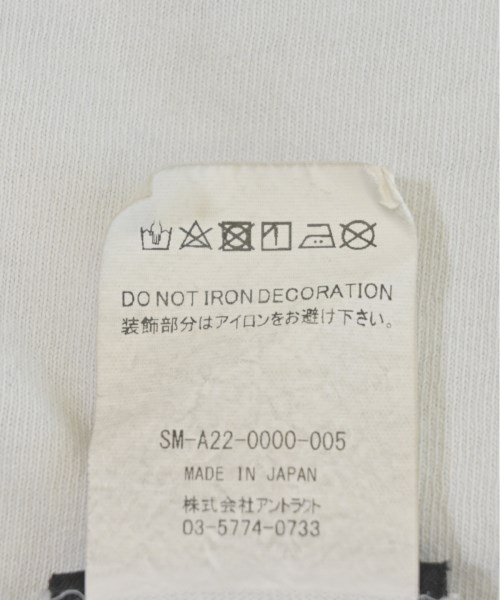 DO NOT IRON DECORATION
装飾部分はアイロンをお避け下さい。
SM-A22-0000-005
MADE IN JAPAN
株式会社アントラクト
03-5774-0733